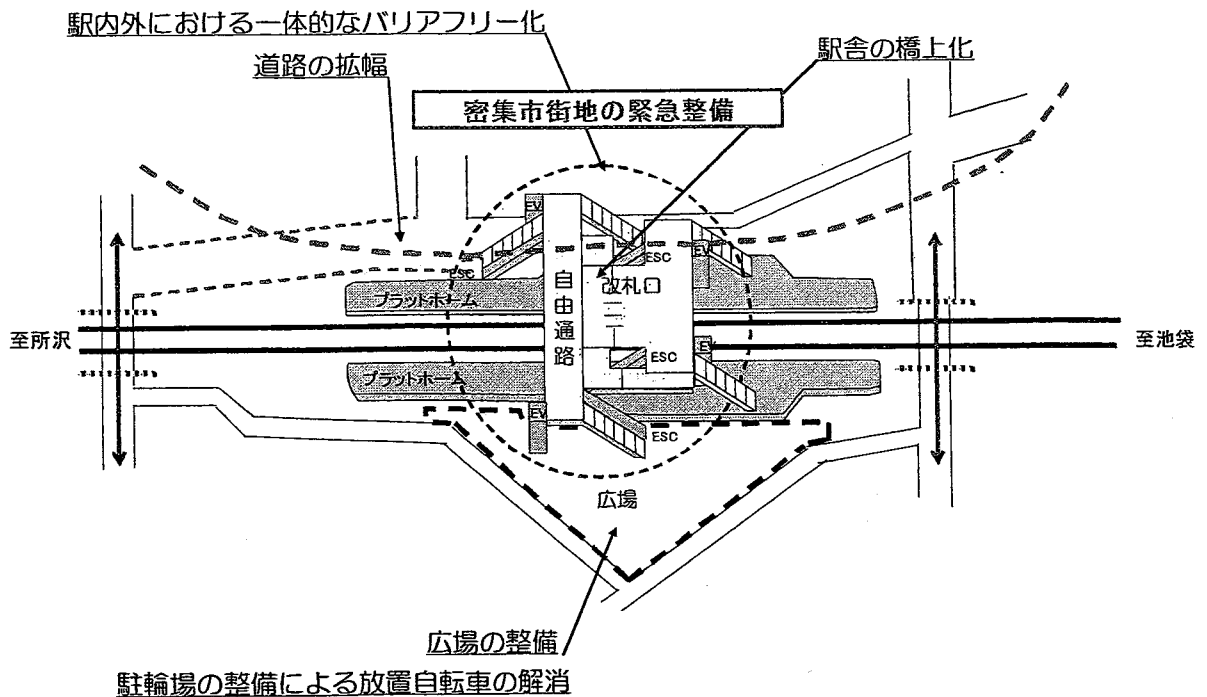 駅内外における一体的なバリアフリー化
駅舎の橋上化
道路の拡幅
密集市街地の緊急整備
EV
ESC
ESC
EV
自由通路
改札口
プラットホーム
至所沢
至池袋
ESC
EV
プラットホーム
EV
ESC
広場
広場の整備
駐輪場の整備による放置自転車の解消